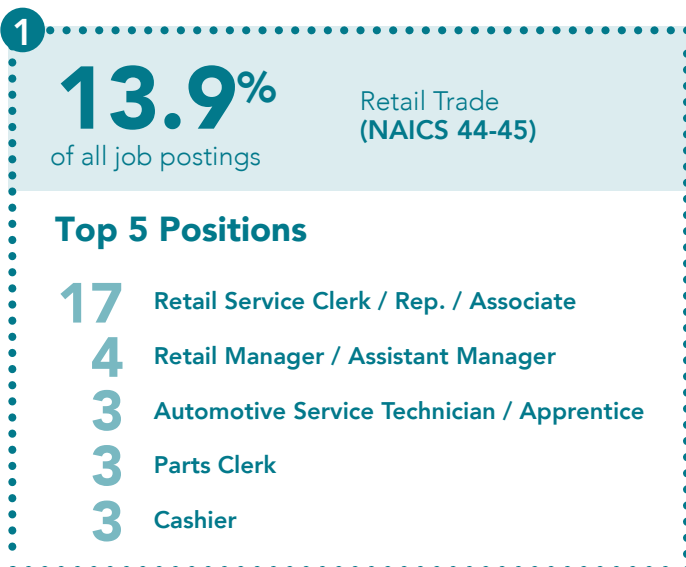 1
13.9%
of all job postings
Retail Trade
(NAICS 44-45)
Top 5 Positions
17 Retail Service Clerk / Rep. / Associate
4 Retail Manager / Assistant Manager
3 Automotive Service Technician / Apprentice
3 Parts Clerk
3 Cashier